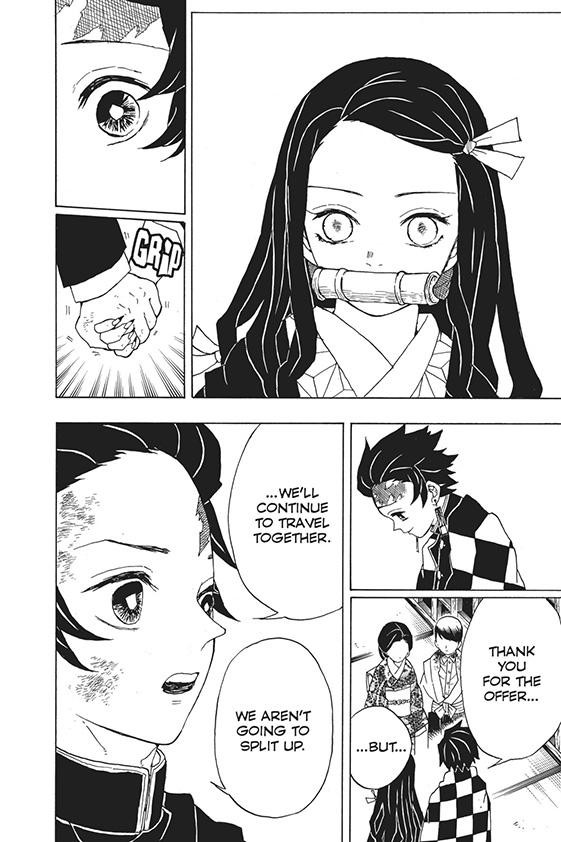 GRIP
THANK
YOU
FOR THE
OFFER...
...BUT...
...WE'LL
CONTINUE
TO TRAVEL
TOGETHER.
WE AREN'T
GOING TO
SPLIT UP.